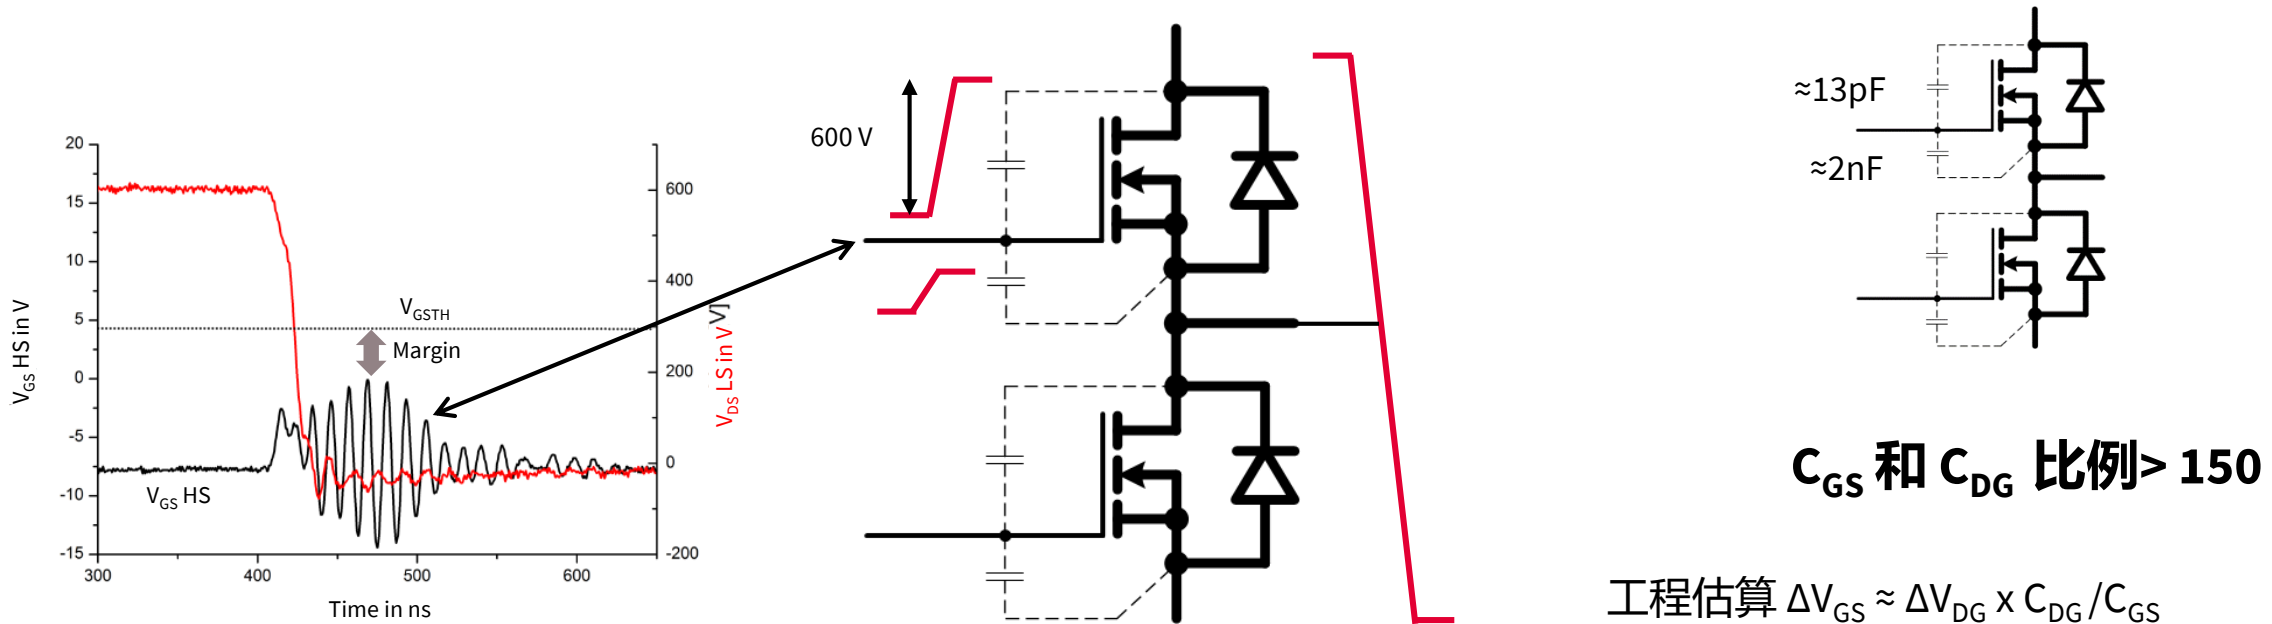 20
15
10
5
0
-5
-10
-15
V_GS HS in V
300
400
500
600
Time in ns
V_GSTH
Margin
V_GS HS
600
400
200
0
-200
V]
V_DS LS in V
600 V
≈13pF
≈2nF
C_GS 和 C_DG 比例> 150
工程估算 ΔV_GS ≈ ΔV_DG x C_DG/C_GS